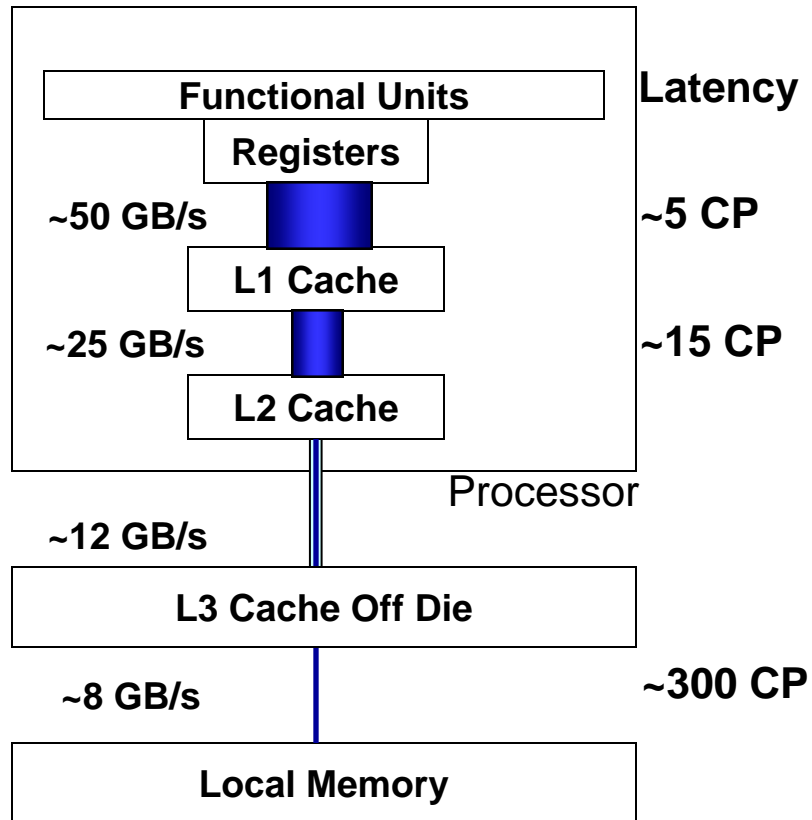 Functional Units
Latency
Registers
~50 GB/s
~5 CP
L1 Cache
~25 GB/s
~15 CP
L2 Cache
Processor
~12 GB/s
L3 Cache Off Die
~8 GB/s
~300 CP
Local Memory